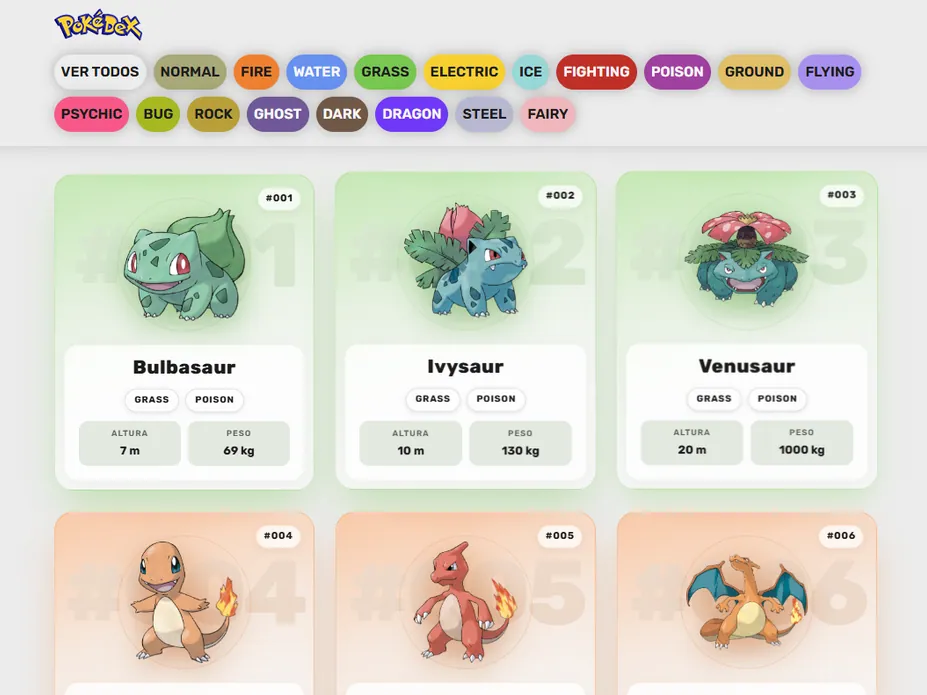 PokéDex
VER TODOS NORMAL FIRE WATER GRASS ELECTRIC ICE FIGHTING POISON GROUND FLYING
PSYCHIC BUG ROCK GHOST DARK DRAGON STEEL FAIRY
#001 #002 #003
Bulbasaur Ivysaur Venusaur
GRASS POISON GRASS POISON GRASS POISON
ALTURA PESO ALTURA PESO ALTURA PESO
7 m 69 kg 10 m 130 kg 20 m 1000 kg
#004 #005 #006